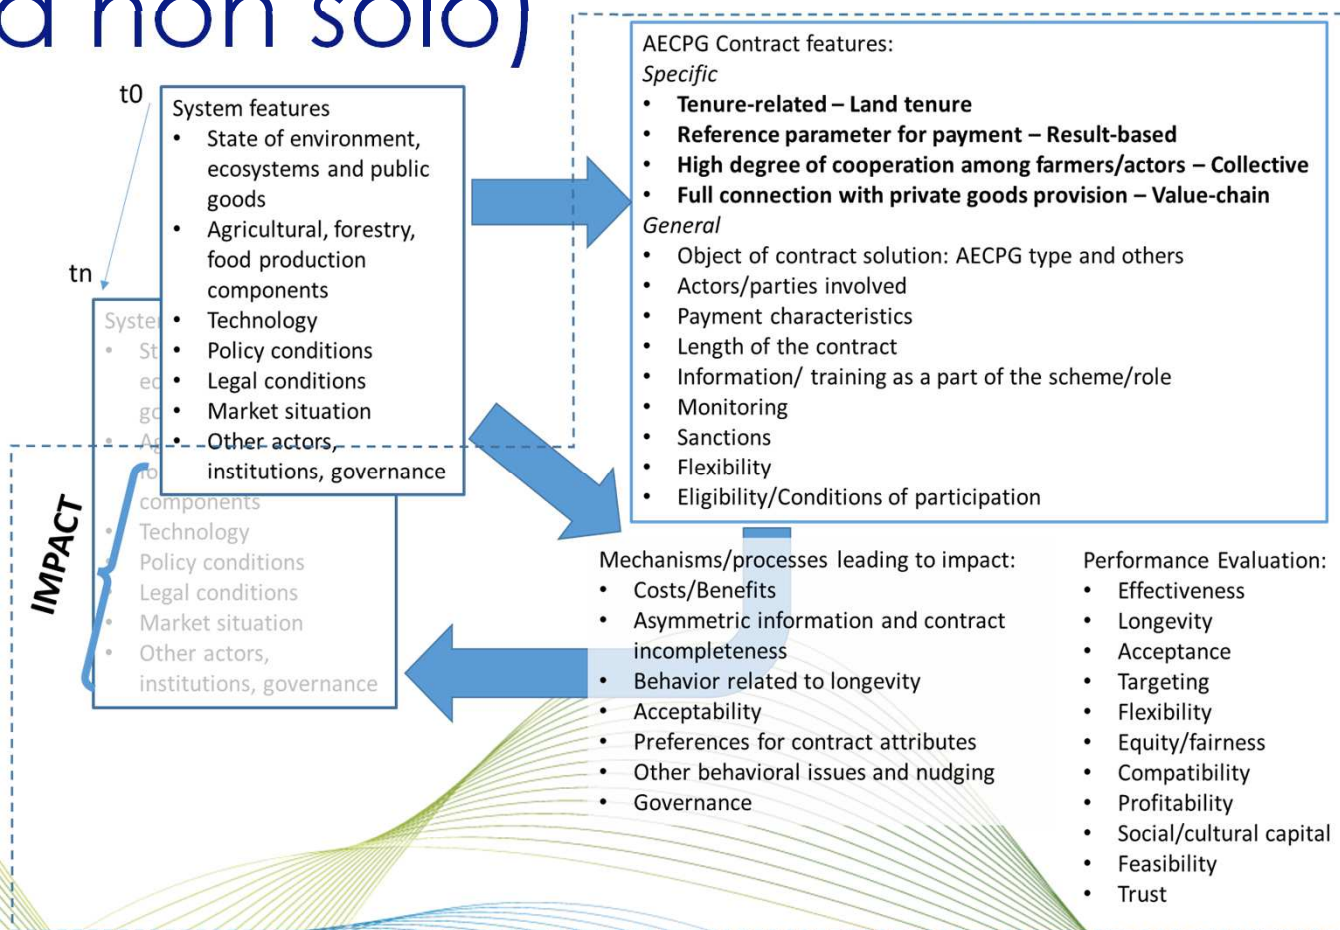 d non solo)
t0
System features
• State of environment,
ecosystems and public
goods
• Agricultural, forestry,
food production
components
• Technology
• Policy conditions
• Legal conditions
• Market situation
• Other actors,
institutions, governance
tn
Syste
• St
ec
go
• Ag
fo
components
• Technology
• Policy conditions
• Legal conditions
• Market situation
• Other actors,
institutions, governance
IMPACT
AECPG Contract features:
Specific
• Tenure-related – Land tenure
• Reference parameter for payment – Result-based
• High degree of cooperation among farmers/actors – Collective
• Full connection with private goods provision – Value-chain
General
• Object of contract solution: AECPG type and others
• Actors/parties involved
• Payment characteristics
• Length of the contract
• Information/ training as a part of the scheme/role
• Monitoring
• Sanctions
• Flexibility
• Eligibility/Conditions of participation
Mechanisms/processes leading to impact:
• Costs/Benefits
• Asymmetric information and contract
incompleteness
• Behavior related to longevity
• Acceptability
• Preferences for contract attributes
• Other behavioral issues and nudging
• Governance
Performance Evaluation:
• Effectiveness
• Longevity
• Acceptance
• Targeting
• Flexibility
• Equity/fairness
• Compatibility
• Profitability
• Social/cultural capital
• Feasibility
• Trust